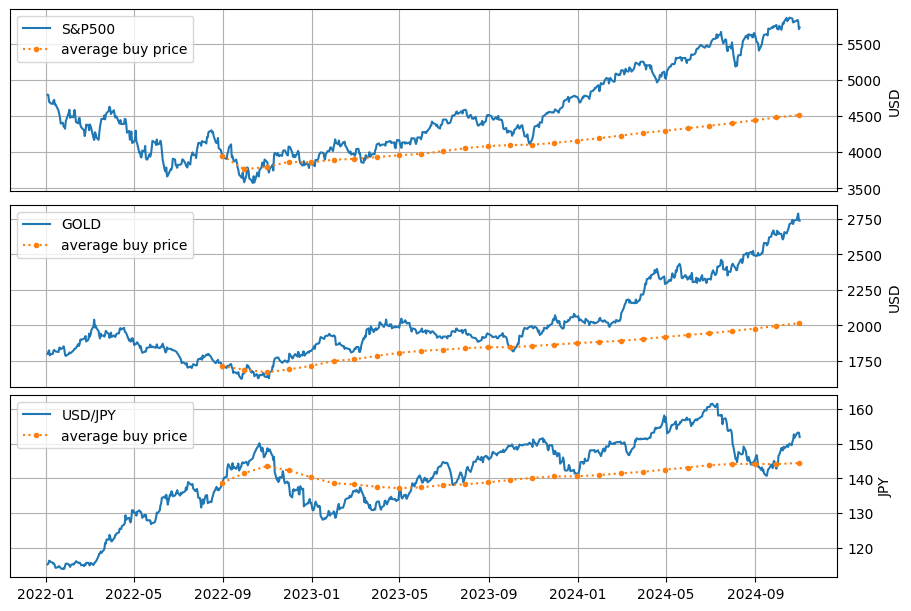 S&P500
average buy price
5500
5000
4500
4000
3500
USD
GOLD
average buy price
2750
2500
2250
2000
1750
USD
USD/JPY
average buy price
160
150
140
130
120
JPY
2022-01 2022-05 2022-09 2023-01 2023-05 2023-09 2024-01 2024-05 2024-09